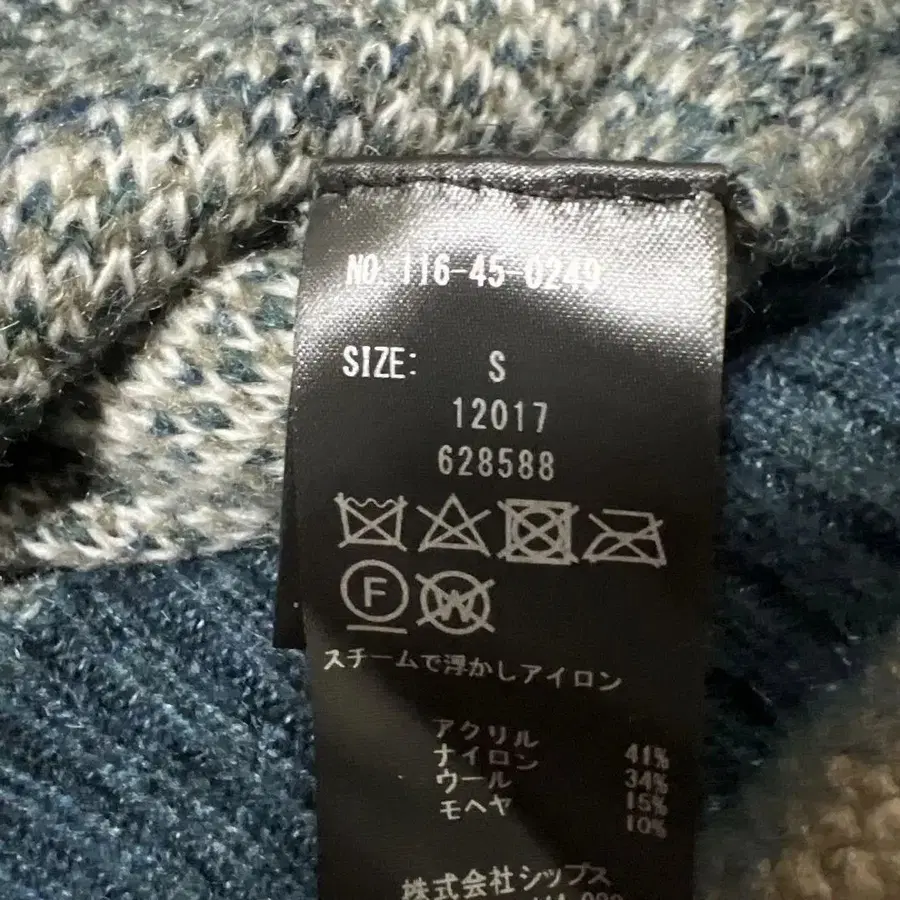 NO. 116-45-0249
SIZE: S
12017
628588
F
W
スチームで浮かしアイロン
アクリル 41%
ナイロン 34%
ウール 15%
モヘヤ 10%
株式会社シップス